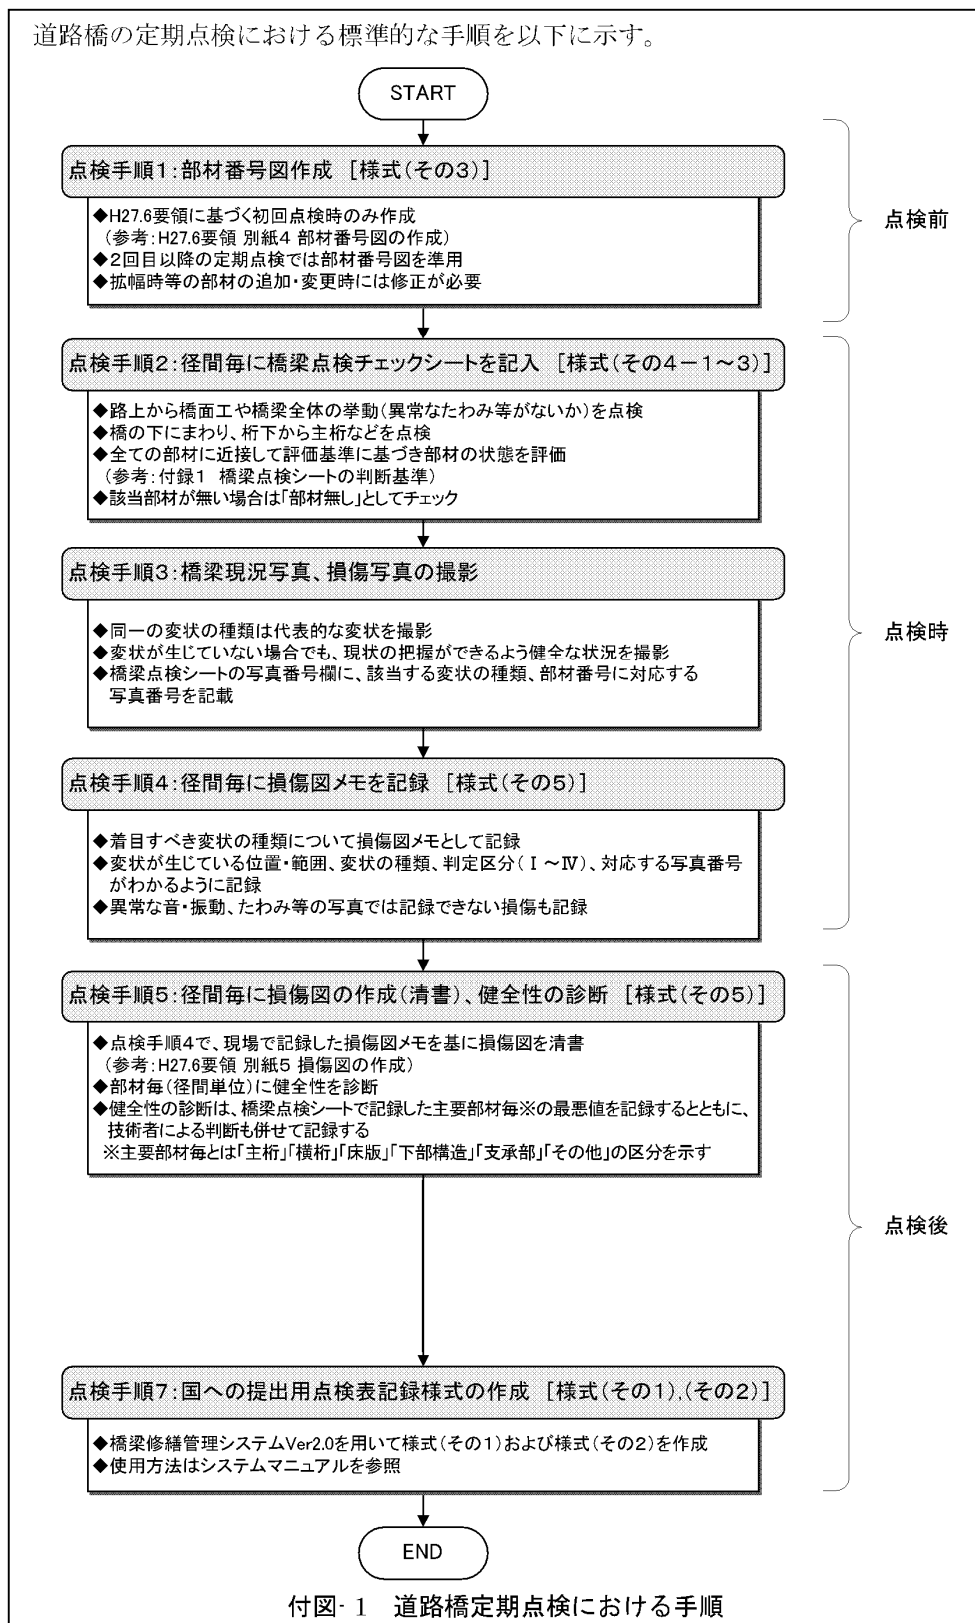 道路橋の定期点検における標準的な手順を以下に示す。
START
点検手順1:部材番号図作成 [様式(その3)]
◆H27.6要領に基づく初回点検時のみ作成
(参考:H27.6要領 別紙4 部材番号図の作成)
◆2回目以降の定期点検では部材番号図を準用
◆拡幅時等の部材の追加・変更時には修正が必要
点検前
点検手順2:径間毎に橋梁点検チェックシートを記入 [様式(その4-1~3)]
◆路上から橋面工や橋梁全体の挙動(異常なたわみ等がないか)を点検
◆橋の下にまわり、桁下から主桁などを点検
◆全ての部材に近接して評価基準に基づき部材の状態を評価
(参考:付録1 橋梁点検シートの判断基準)
◆該当部材が無い場合は「部材無し」としてチェック
点検手順3:橋梁現況写真、損傷写真の撮影
◆同一の変状の種類は代表的な変状を撮影
◆変状が生じていない場合でも、現状の把握ができるよう健全な状況を撮影
◆橋梁点検シートの写真番号欄に、該当する変状の種類、部材番号に対応する
写真番号を記載
点検時
点検手順4:径間毎に損傷図メモを記録 [様式(その5)]
◆着目すべき変状の種類について損傷図メモとして記録
◆変状が生じている位置・範囲、変状の種類、判定区分(Ⅰ~Ⅳ)、対応する写真番号
がわかるように記録
◆異常な音・振動、たわみ等の写真では記録できない損傷も記録
点検手順5:径間毎に損傷図の作成(清書)、健全性の診断 [様式(その5)]
◆点検手順4で、現場で記録した損傷図メモを基に損傷図を清書
(参考:H27.6要領 別紙5 損傷図の作成)
◆部材毎(径間単位)に健全性を診断
◆健全性の診断は、橋梁点検シートで記録した主要部材毎※の最悪値を記録するとともに、
技術者による判断も併せて記録する
※主要部材毎とは「主桁」「横桁」「床版」「下部構造」「支承部」「その他」の区分を示す
点検後
点検手順7:国への提出用点検表記録様式の作成 [様式(その1),(その2)]
◆橋梁修繕管理システムVer2.0を用いて様式(その1)および様式(その2)を作成
◆使用方法はシステムマニュアルを参照
END
付図-1 道路橋定期点検における手順